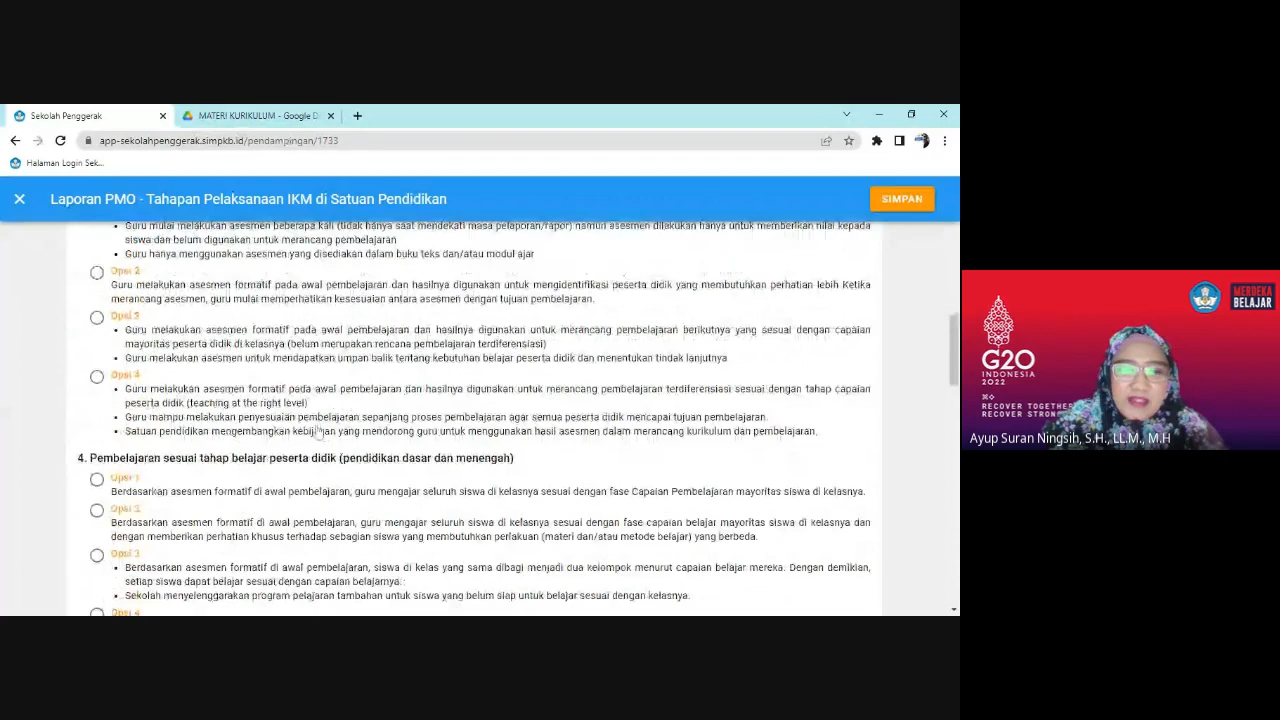 Sekolah Penggerak
MATERI KURIKULUM - Google D
app-sekolahpenggerak.simpkb.id/pendampingan/1733
Halaman Login Sek...
Laporan PMO - Tahapan Pelaksanaan IKM di Satuan Pendidikan
SIMPAN
Guru mulai melakukan asesmen beberapa kali (tidak hanya saat mendekati masa pelaporan/rapor) namun asesmen dilakukan hanya untuk memberikan nilai kepada
siswa dan belum digunakan untuk merancang pembelajaran
Guru hanya menggunakan asesmen yang disediakan dalam buku teks dan/atau modul ajar
Opsi 2
Guru melakukan asesmen formatif pada awal pembelajaran dan hasilnya digunakan untuk mengidentifikasi peserta didik yang membutuhkan perhatian lebih Ketika
merancang asesmen, guru mulai memperhatikan kesesuaian antara asesmen dengan tujuan pembelajaran.
Opsi 3
Guru melakukan asesmen formatif pada awal pembelajaran dan hasilnya digunakan untuk merancang pembelajaran berikutnya yang sesuai dengan capaian
mayoritas peserta didik di kelasnya (belum merupakan rencana pembelajaran terdiferensiasi)
Guru melakukan asesmen untuk mendapatkan umpan balik tentang kebutuhan belajar peserta didik dan menentukan tindak lanjutnya
Opsi 4
Guru melakukan asesmen formatif pada awal pembelajaran dan hasilnya digunakan untuk merancang pembelajaran terdiferensiasi sesuai dengan tahap capaian
peserta didik (teaching at the right level)
Guru mampu melakukan penyesuaian pembelajaran sepanjang proses pembelajaran agar semua peserta didik mencapai tujuan pembelajaran.
Satuan pendidikan mengembangkan kebijakan yang mendorong guru untuk menggunakan hasil asesmen dalam merancang kurikulum dan pembelajaran.
4. Pembelajaran sesuai tahap belajar peserta didik (pendidikan dasar dan menengah)
Opsi 1
Berdasarkan asesmen formatif di awal pembelajaran, guru mengajar seluruh siswa di kelasnya sesuai dengan fase Capaian Pembelajaran mayoritas siswa di kelasnya.
Opsi 2
Berdasarkan asesmen formatif di awal pembelajaran, guru mengajar seluruh siswa di kelasnya sesuai dengan fase capaian belajar mayoritas siswa di kelasnya dan
dengan memberikan perhatian khusus terhadap sebagian siswa yang membutuhkan perlakuan (materi dan/atau metode belajar) yang berbeda.
Opsi 3
Berdasarkan asesmen formatif di awal pembelajaran, siswa di kelas yang sama dibagi menjadi dua kelompok menurut capaian belajar mereka. Dengan demikian,
setiap siswa dapat belajar sesuai dengan capaian belajarnya.
Sekolah menyelenggarakan program pelajaran tambahan untuk siswa yang belum siap untuk belajar sesuai dengan kelasnya.
Opsi 4
MERDEKA
BELAJAR
G20
INDONESIA
2022
RECOVER TOGETHER
RECOVER STRON
Ayup Suran Ningsih, S.H., LL.M., M.H